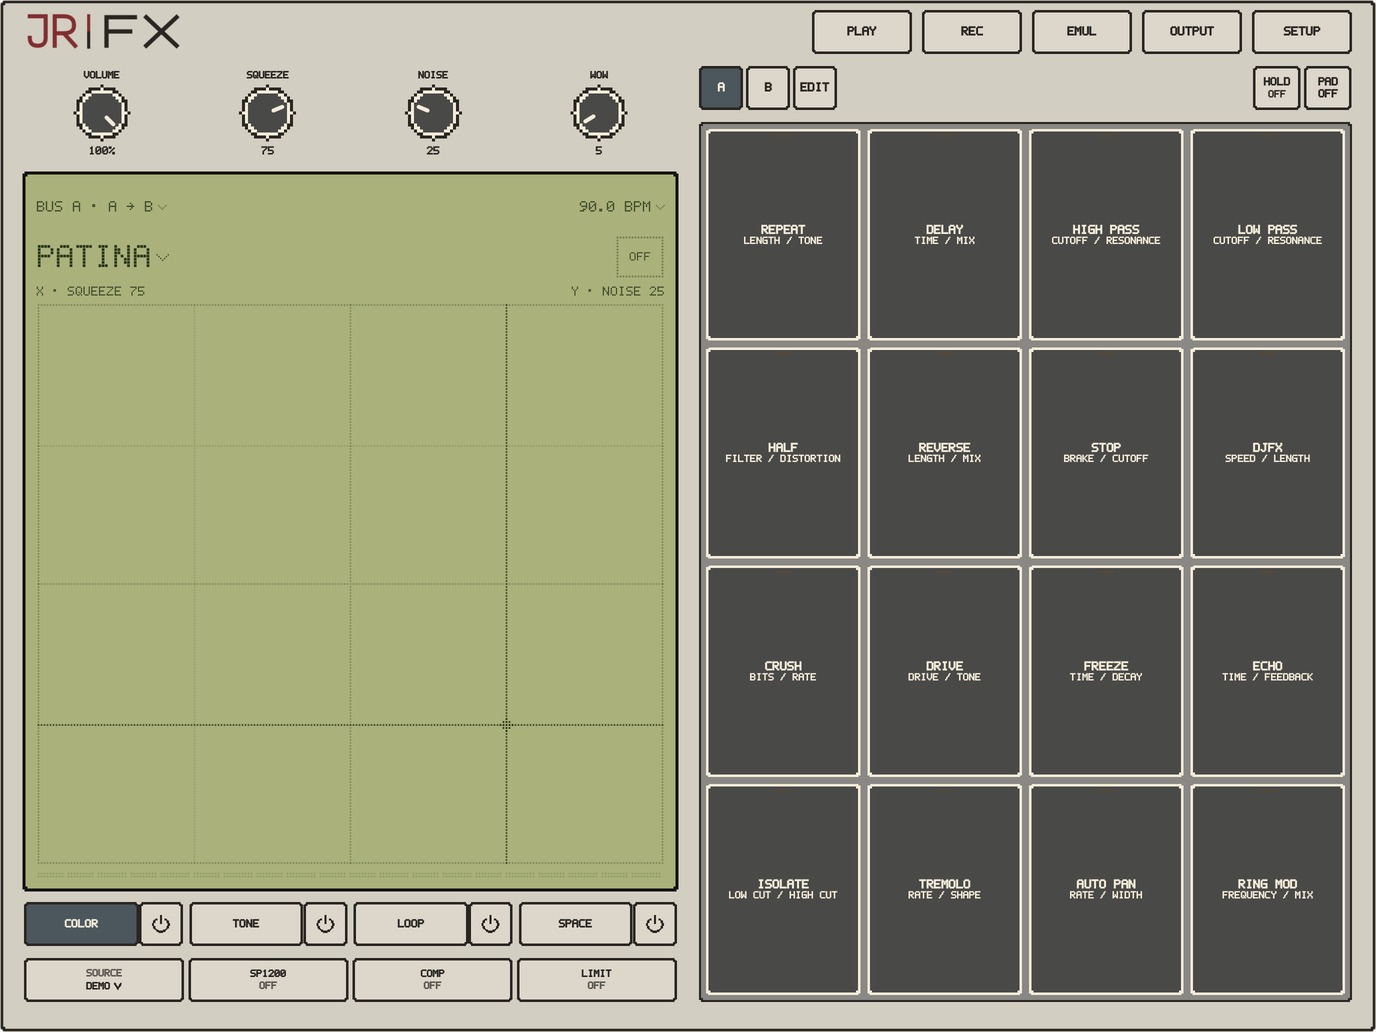 JR|FX
PLAY
REC
EMUL
OUTPUT
SETUP
VOLUME
100%
SQUEEZE
75
NOISE
25
WOW
5
A
B
EDIT
HOLD
OFF
PAD
OFF
BUS A • A → B
90.0 BPM
PATINA
OFF
X • SQUEEZE 75
Y • NOISE 25
REPEAT
LENGTH / TONE
DELAY
TIME / MIX
HIGH PASS
CUTOFF / RESONANCE
LOW PASS
CUTOFF / RESONANCE
HALF
FILTER / DISTORTION
REVERSE
LENGTH / MIX
STOP
BRAKE / CUTOFF
DJFX
SPEED / LENGTH
CRUSH
BITS / RATE
DRIVE
DRIVE / TONE
FREEZE
TIME / DECAY
ECHO
TIME / FEEDBACK
ISOLATE
LOW CUT / HIGH CUT
TREMOLO
RATE / SHAPE
AUTO PAN
RATE / WIDTH
RING MOD
FREQUENCY / MIX
COLOR
TONE
LOOP
SPACE
SOURCE
DEMO
SP1200
OFF
COMP
OFF
LIMIT
OFF